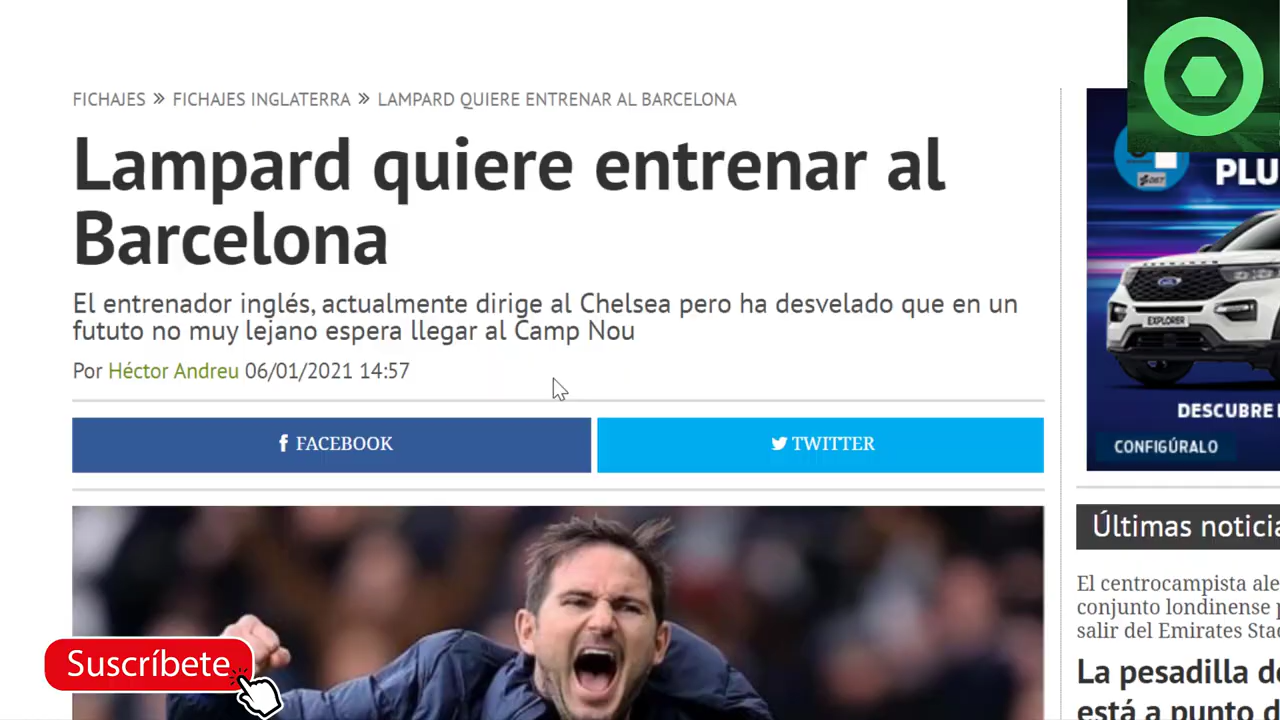 FICHAJES » FICHAJES INGLATERRA » LAMPARD QUIERE ENTRENAR AL BARCELONA
Lampard quiere entrenar al
Barcelona
El entrenador inglés, actualmente dirige al Chelsea pero ha desvelado que en un
fututo no muy lejano espera llegar al Camp Nou
Por Héctor Andreu 06/01/2021 14:57
FACEBOOK
TWITTER
Suscríbete
PLU
EXPLORER
DESCUBRE
CONFIGÚRALO
Últimas noticia
El centrocampista ale
conjunto londinense p
salir del Emirates Sta
La pesadilla de
está a punto d